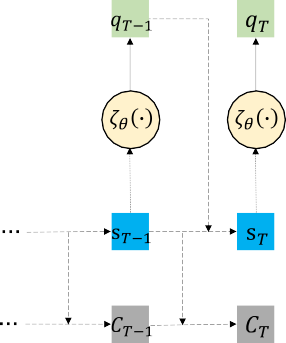 q_{T−1} q_T
ζ_θ(·) ζ_θ(·)
... s_{T−1} s_T
... C_{T−1} C_T